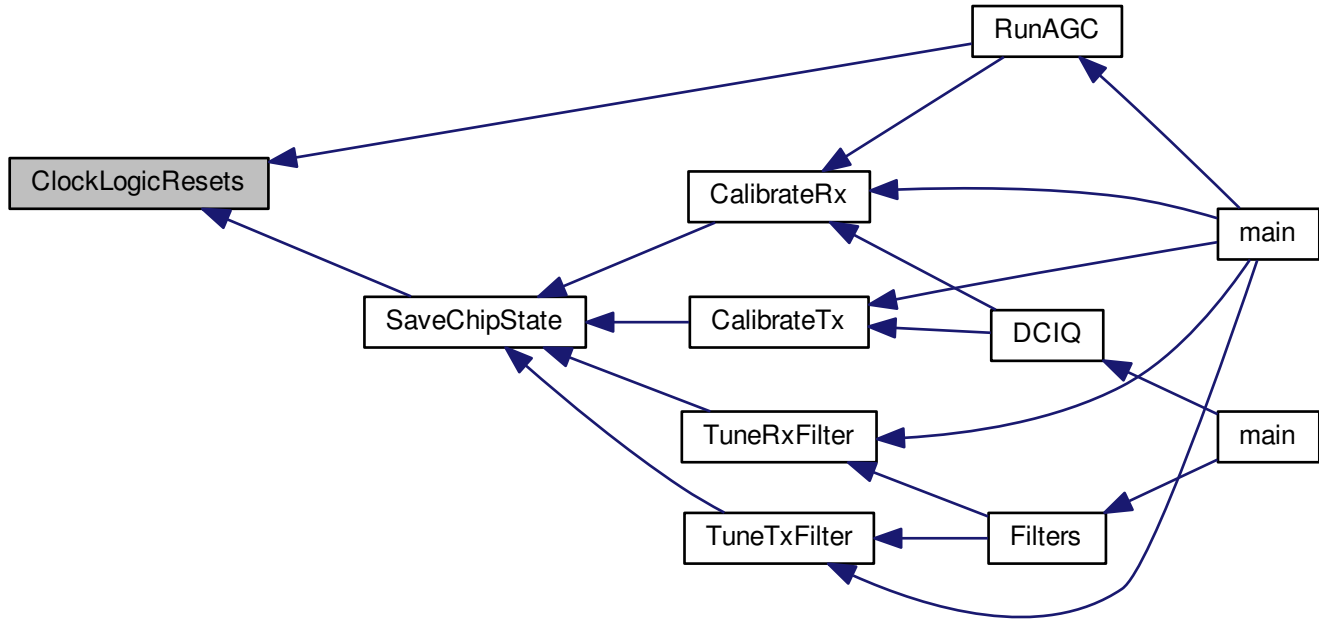 RunAGC
ClockLogicResets
CalibrateRx
main
SaveChipState
CalibrateTx
DCIQ
TuneRxFilter
main
TuneTxFilter
Filters